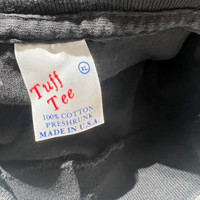 XL
Tuff
Tee
100% COTTON
PRESHRUNK
MADE IN U.S.A.